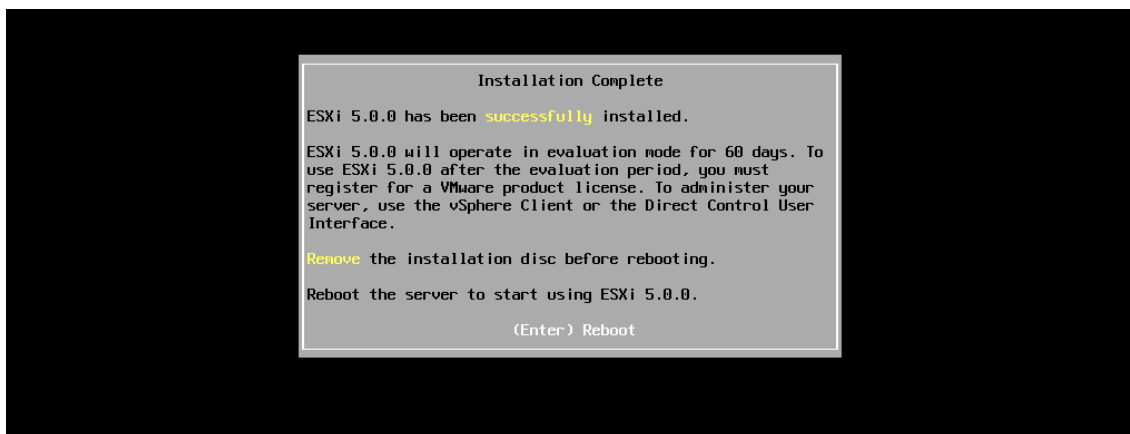 Installation Complete
ESXi 5.0.0 has been successfully installed.
ESXi 5.0.0 will operate in evaluation mode for 60 days. To
use ESXi 5.0.0 after the evaluation period, you must
register for a VMware product license. To administer your
server, use the vSphere Client or the Direct Control User
Interface.
Remove the installation disc before rebooting.
Reboot the server to start using ESXi 5.0.0.
(Enter) Reboot